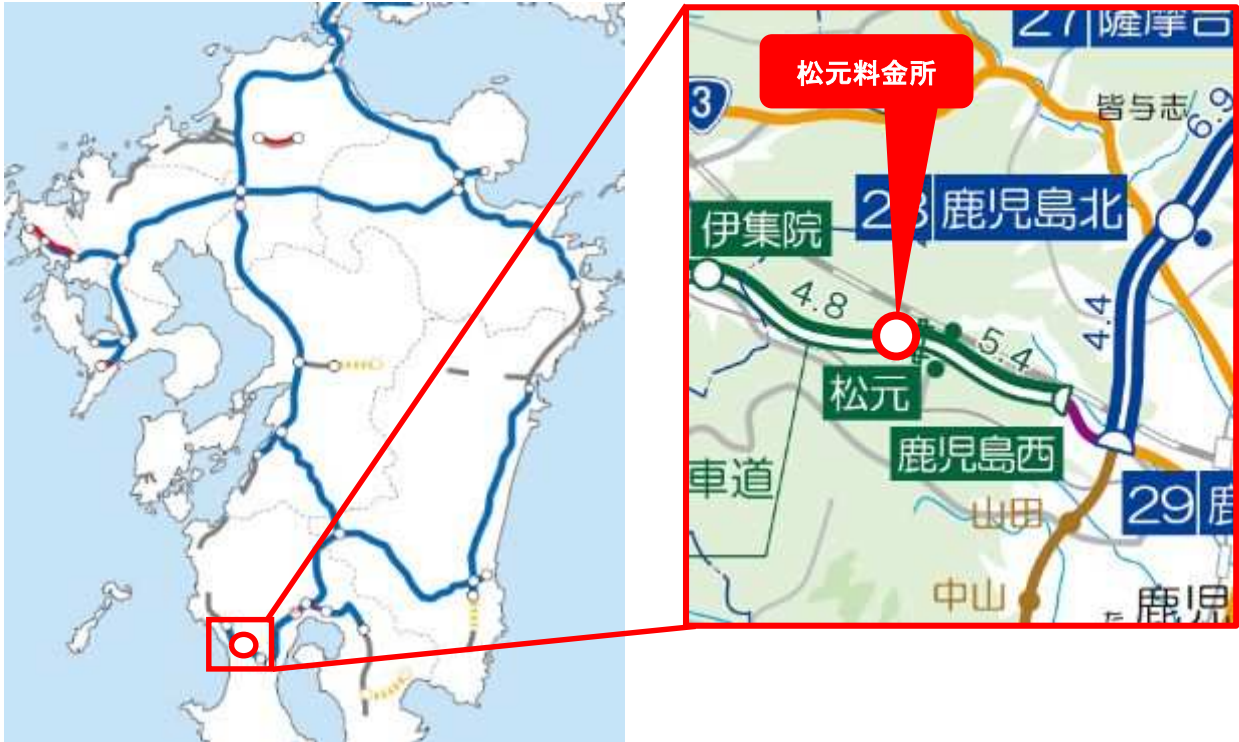 27 薩摩
松元料金所
3
皆与志
6.9
28 鹿児島北
伊集院
4.8
4.4
5.4
松元
鹿児島西
車道
山田
29 鹿
中山
た
鹿児